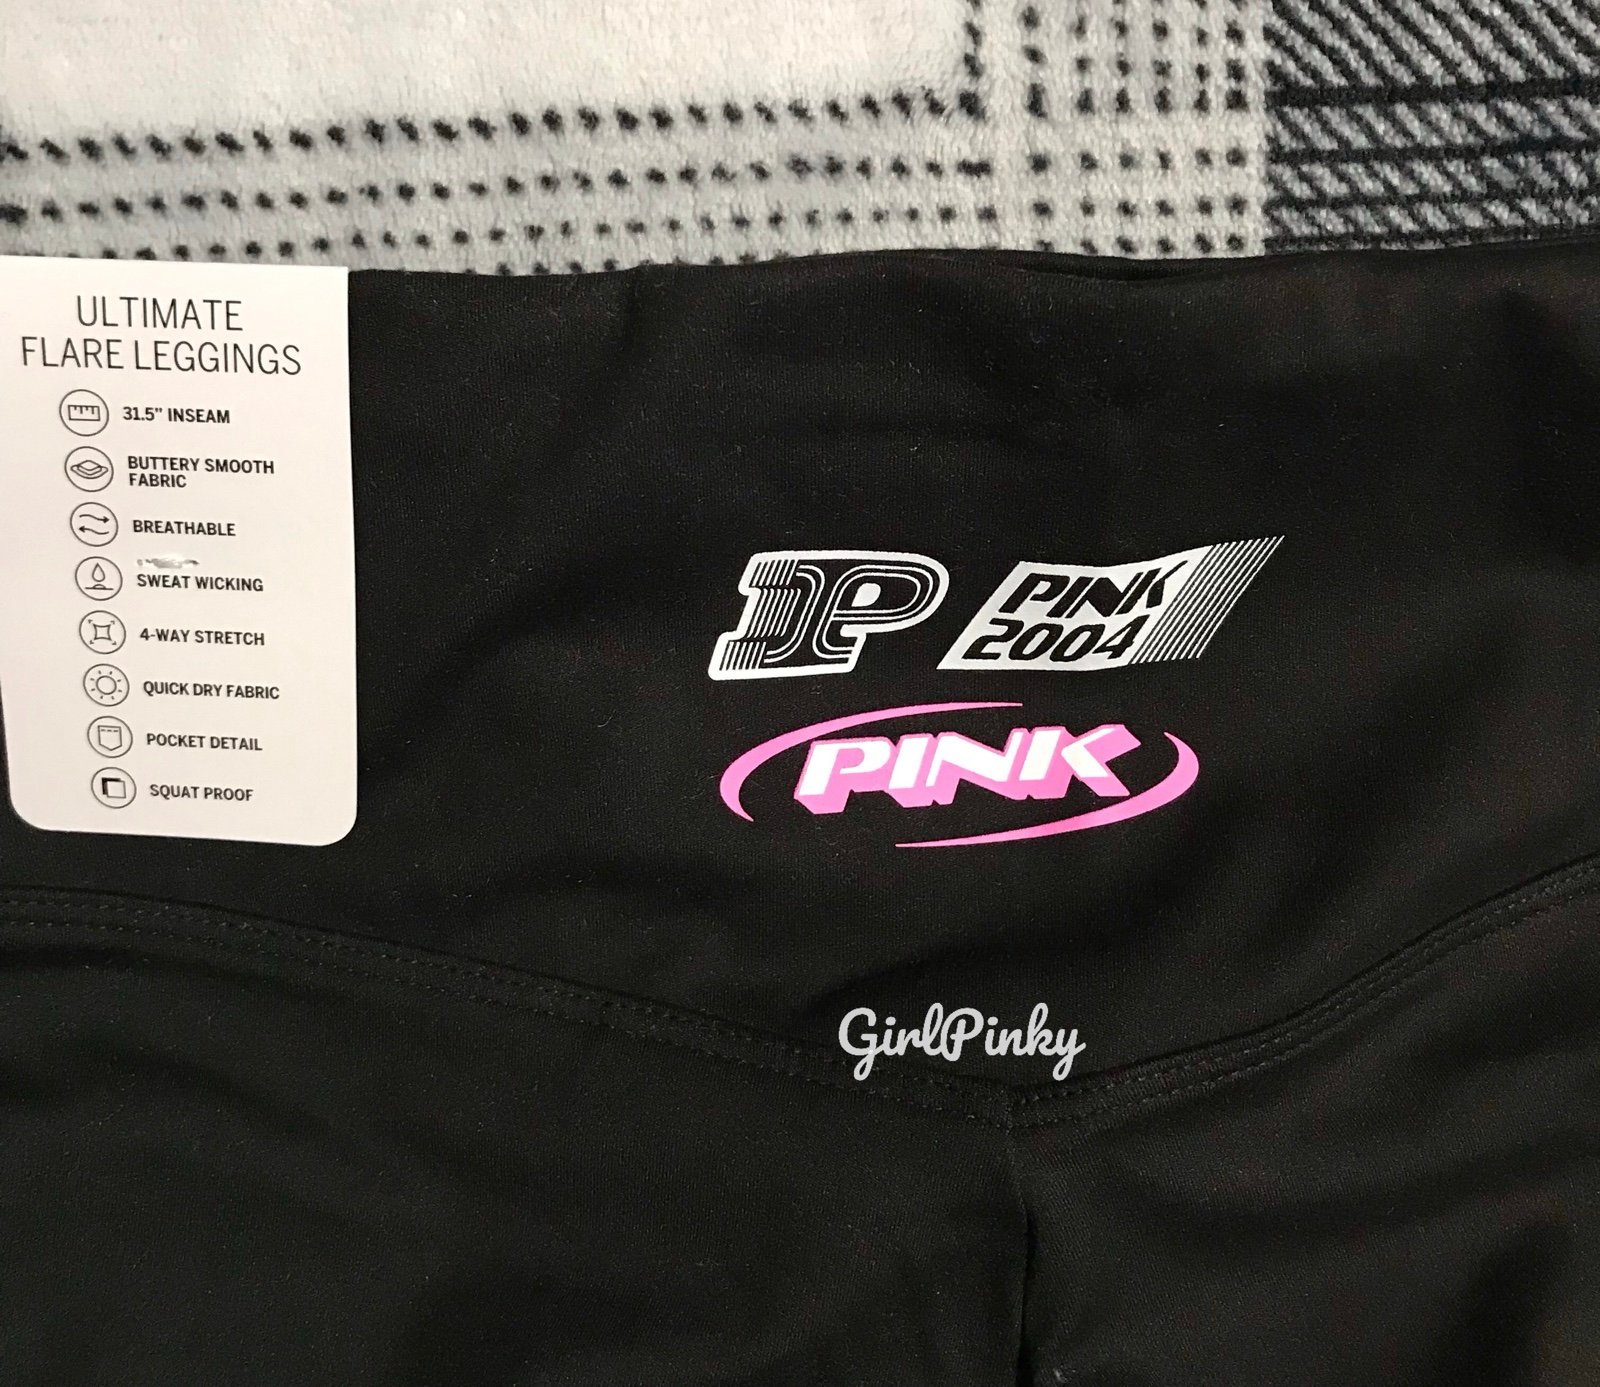 ULTIMATE
FLARE LEGGINGS
31.5" INSEAM
BUTTERY SMOOTH
FABRIC
BREATHABLE
SWEAT WICKING
4-WAY STRETCH
QUICK DRY FABRIC
POCKET DETAIL
SQUAT PROOF
P
PINK
2004
PINK
GirlPinky